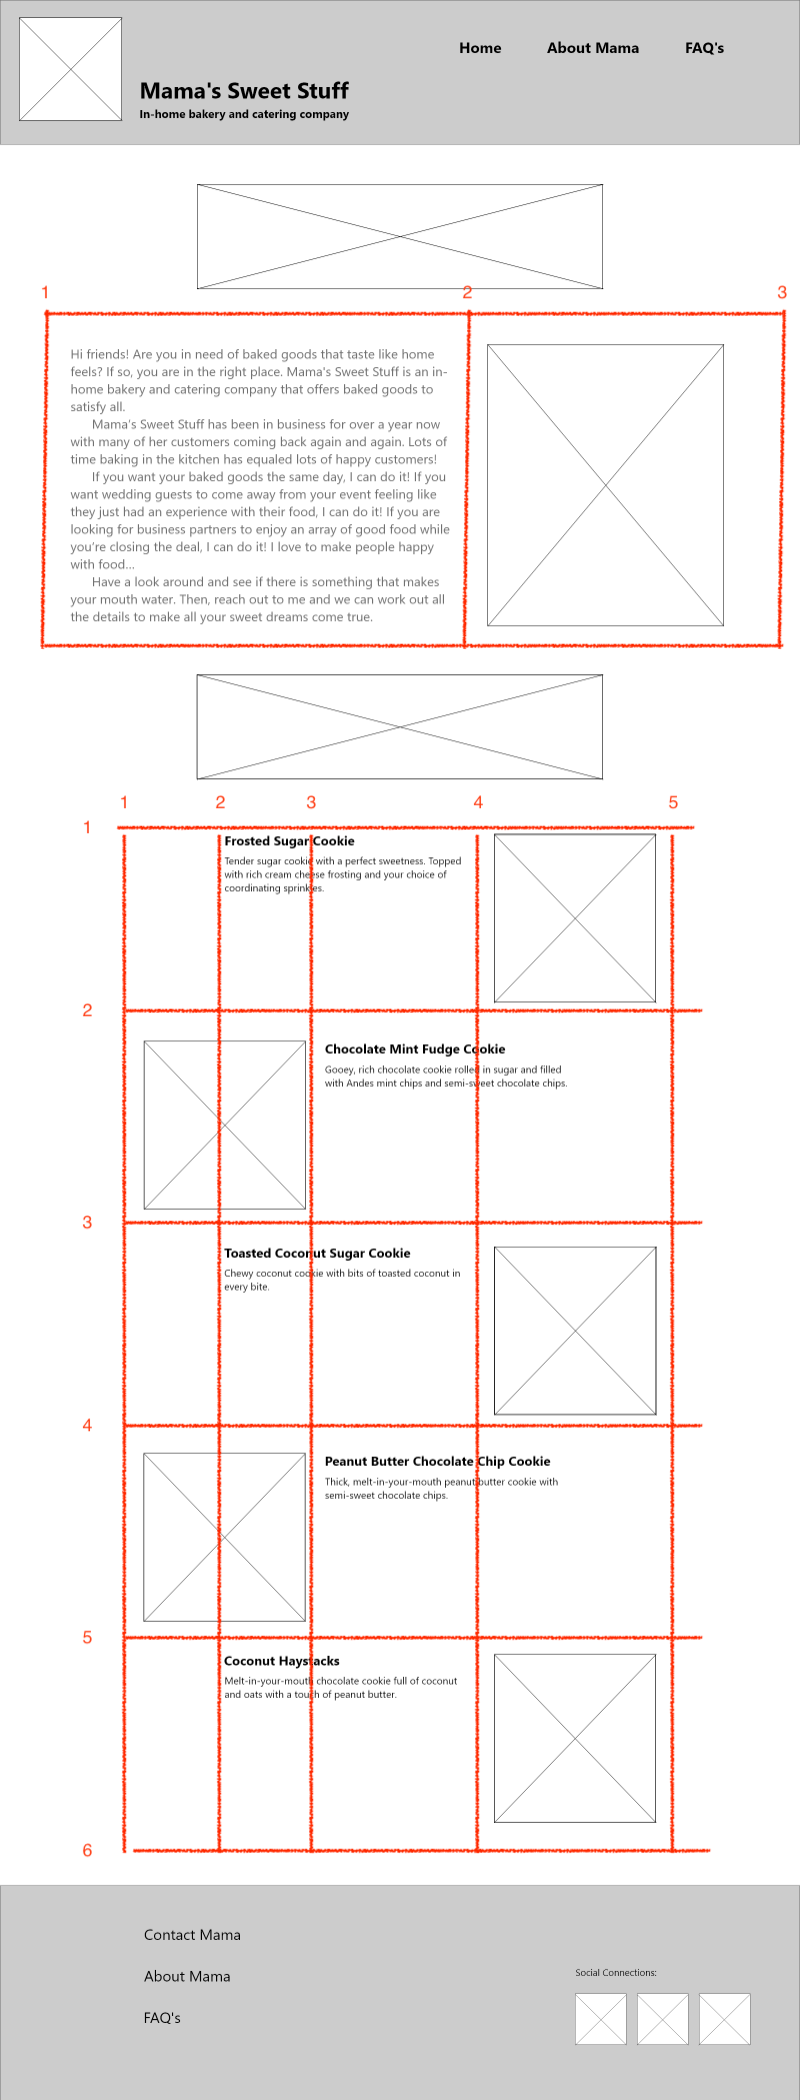 Home About Mama FAQ's
Mama's Sweet Stuff
In-home bakery and catering company
1 2 3
Hi friends! Are you in need of baked goods that taste like home
feels? If so, you are in the right place. Mama's Sweet Stuff is an in-
home bakery and catering company that offers baked goods to
satisfy all.
Mama's Sweet Stuff has been in business for over a year now
with many of her customers coming back again and again. Lots of
time baking in the kitchen has equaled lots of happy customers!
If you want your baked goods the same day, I can do it! If you
want wedding guests to come away from your event feeling like
they just had an experience with their food, I can do it! If you are
looking for business partners to enjoy an array of good food while
you're closing the deal, I can do it! I love to make people happy
with food...
Have a look around and see if there is something that makes
your mouth water. Then, reach out to me and we can work out all
the details to make all your sweet dreams come true.
1 2 3 4 5
1
Frosted Sugar Cookie
Tender sugar cookie with a perfect sweetness. Topped
with rich cream cheese frosting and your choice of
coordinating sprinkles.
2
Chocolate Mint Fudge Cookie
Gooey, rich chocolate cookie rolled in sugar and filled
with Andes mint chips and semi-sweet chocolate chips.
3
Toasted Coconut Sugar Cookie
Chewy coconut cookie with bits of toasted coconut in
every bite.
4
Peanut Butter Chocolate Chip Cookie
Thick, melt-in-your-mouth peanut butter cookie with
semi-sweet chocolate chips.
5
Coconut Haystacks
Melt-in-your-mouth chocolate cookie full of coconut
and oats with a touch of peanut butter.
6
Contact Mama
About Mama
FAQ's
Social Connections: